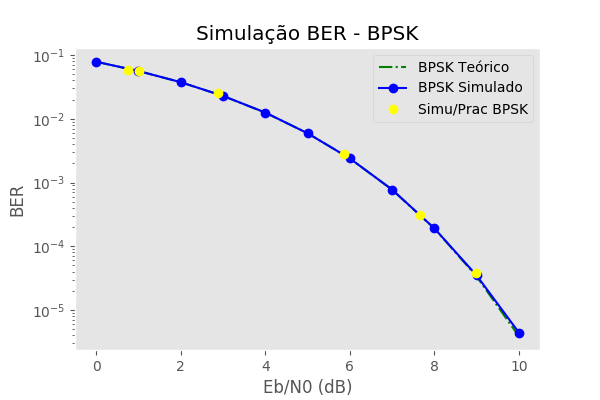 Simulação BER - BPSK
BPSK Teórico
BPSK Simulado
Simu/Prac BPSK
BER
10⁻¹
10⁻²
10⁻³
10⁻⁴
10⁻⁵
0 2 4 6 8 10
Eb/N0 (dB)